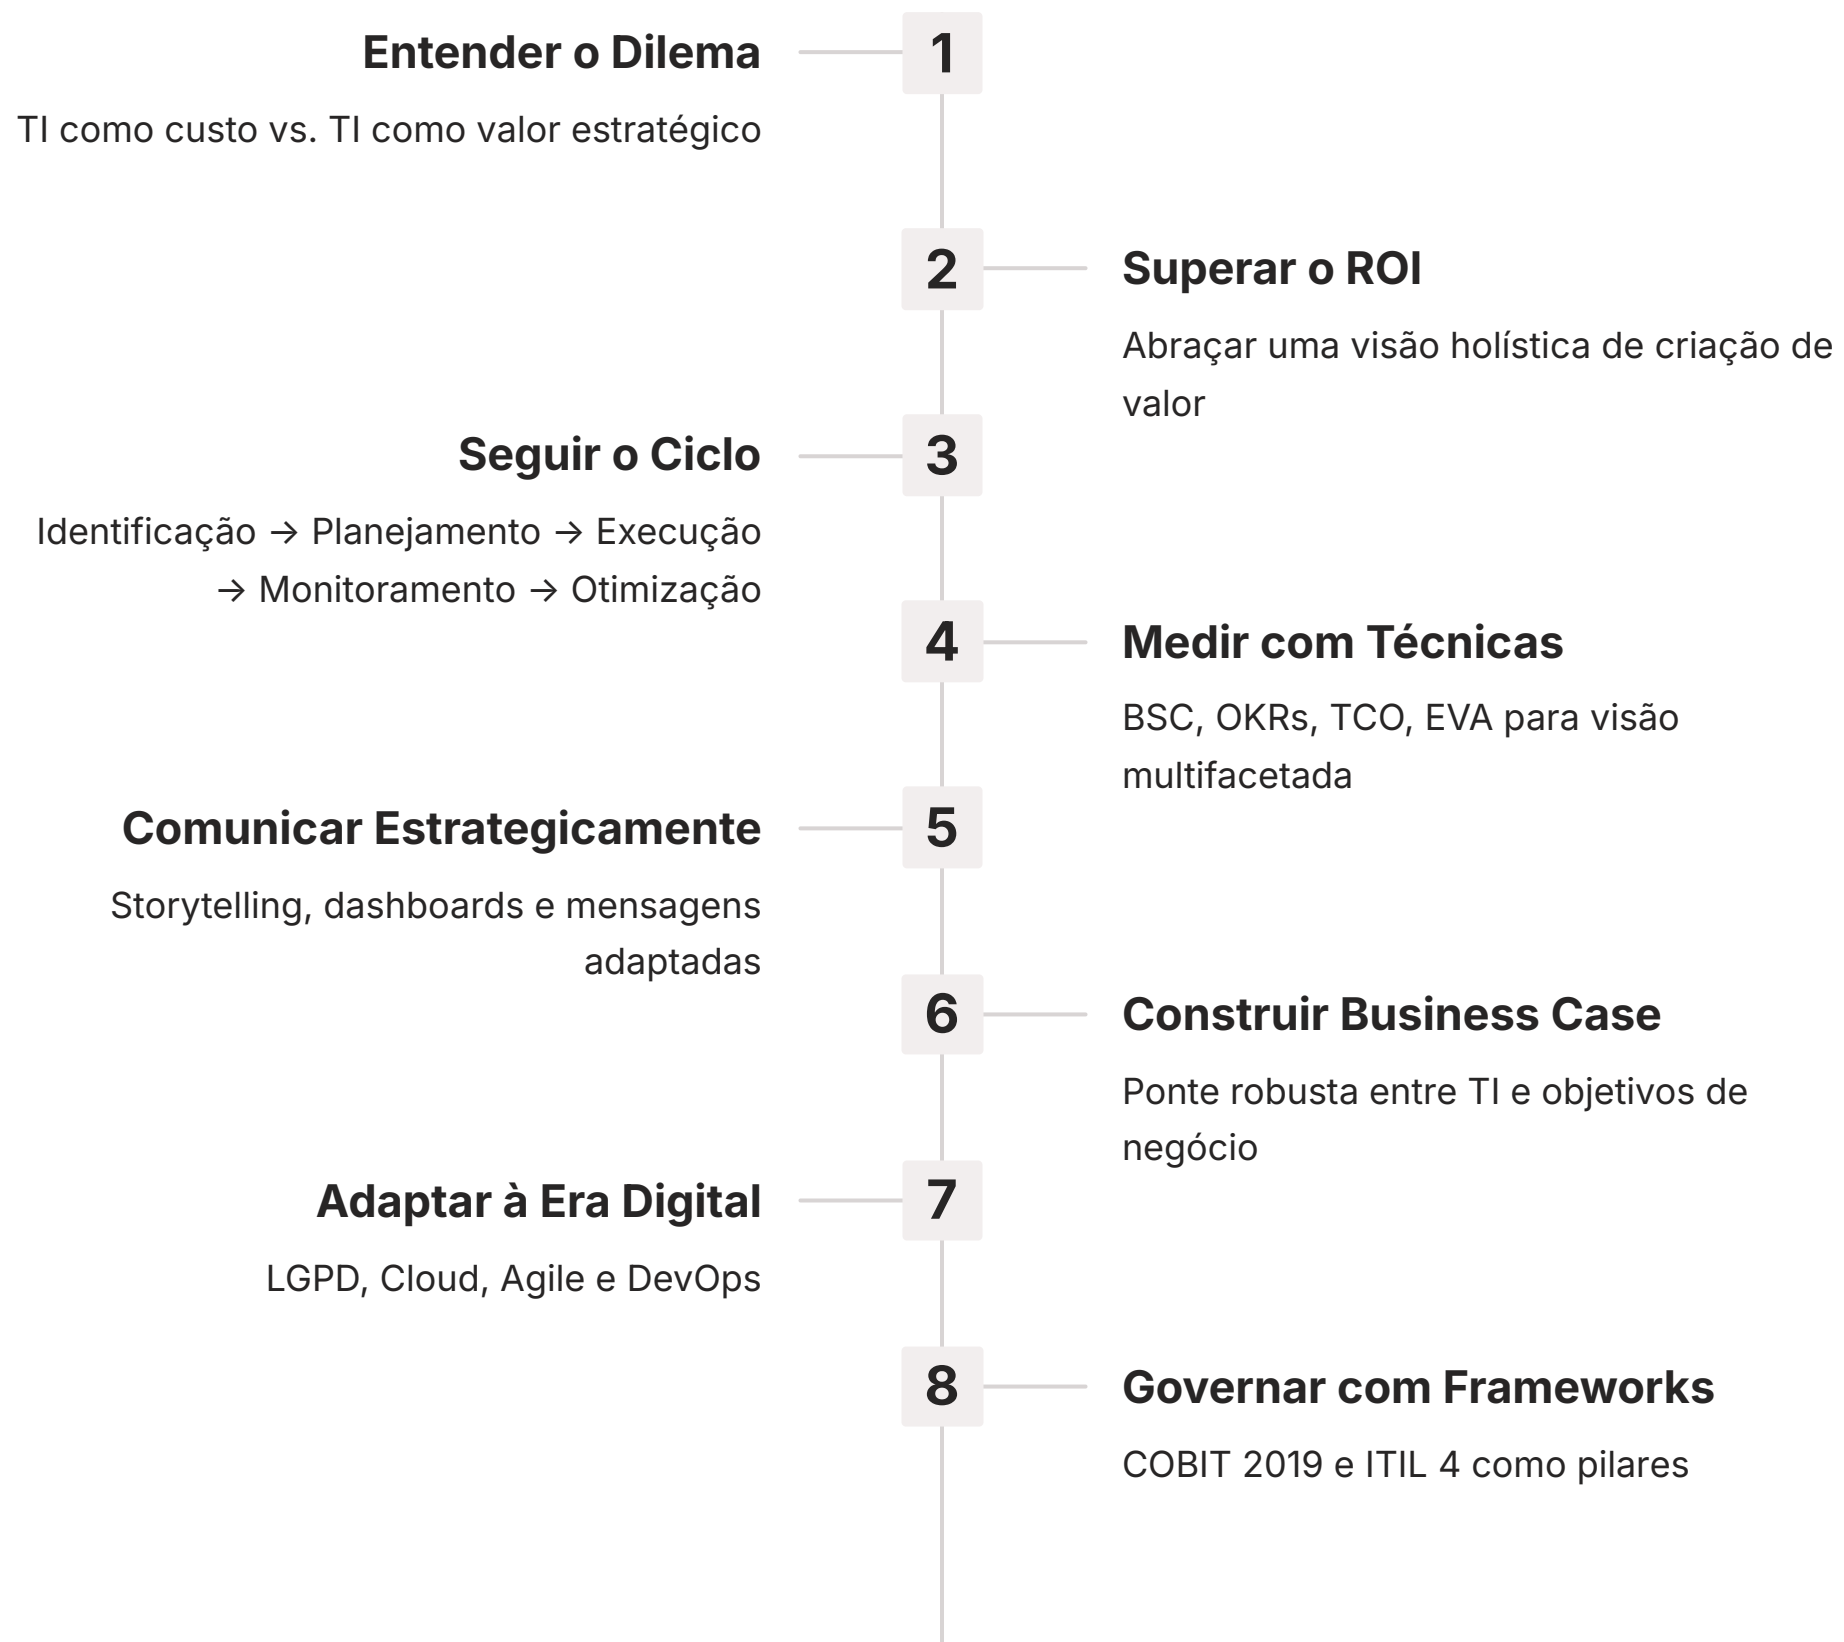 1
Entender o Dilema
TI como custo vs. TI como valor estratégico
2
Superar o ROI
Abraçar uma visão holística de criação de
valor
3
Seguir o Ciclo
Identificação → Planejamento → Execução
→ Monitoramento → Otimização
4
Medir com Técnicas
BSC, OKRs, TCO, EVA para visão
multifacetada
5
Comunicar Estrategicamente
Storytelling, dashboards e mensagens
adaptadas
6
Construir Business Case
Ponte robusta entre TI e objetivos de
negócio
7
Adaptar à Era Digital
LGPD, Cloud, Agile e DevOps
8
Governar com Frameworks
COBIT 2019 e ITIL 4 como pilares